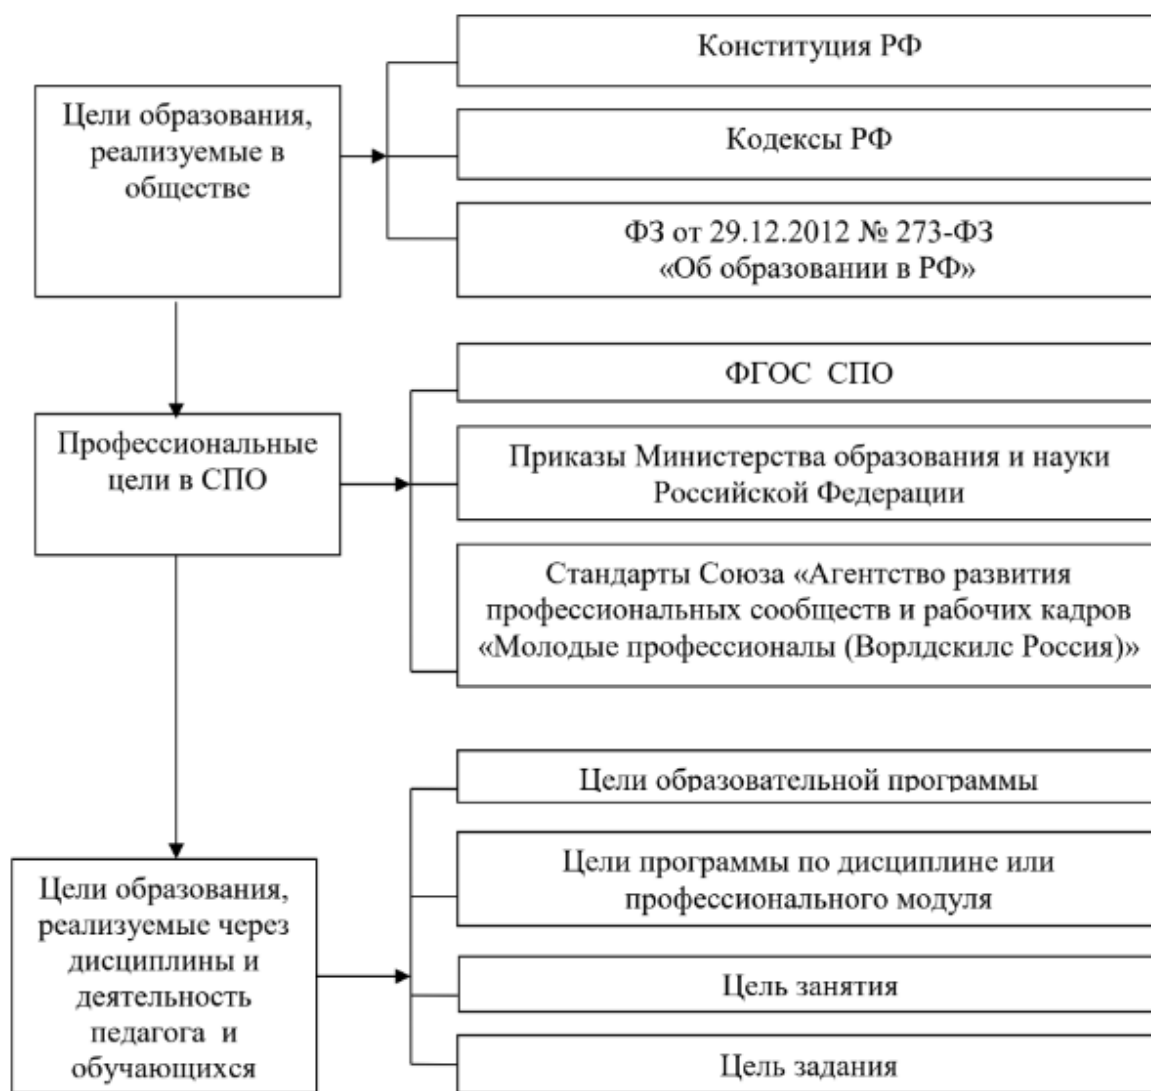 Цели образования,
реализуемые в
обществе
Конституция РФ
Кодексы РФ
ФЗ от 29.12.2012 № 273-ФЗ
«Об образовании в РФ»
Профессиональные
цели в СПО
ФГОС СПО
Приказы Министерства образования и науки
Российской Федерации
Стандарты Союза «Агентство развития
профессиональных сообществ и рабочих кадров
«Молодые профессионалы (Ворлдскилс Россия)»
Цели образования,
реализуемые через
дисциплины и
деятельность
педагога и
обучающихся
Цели образовательной программы
Цели программы по дисциплине или
профессионального модуля
Цель занятия
Цель задания